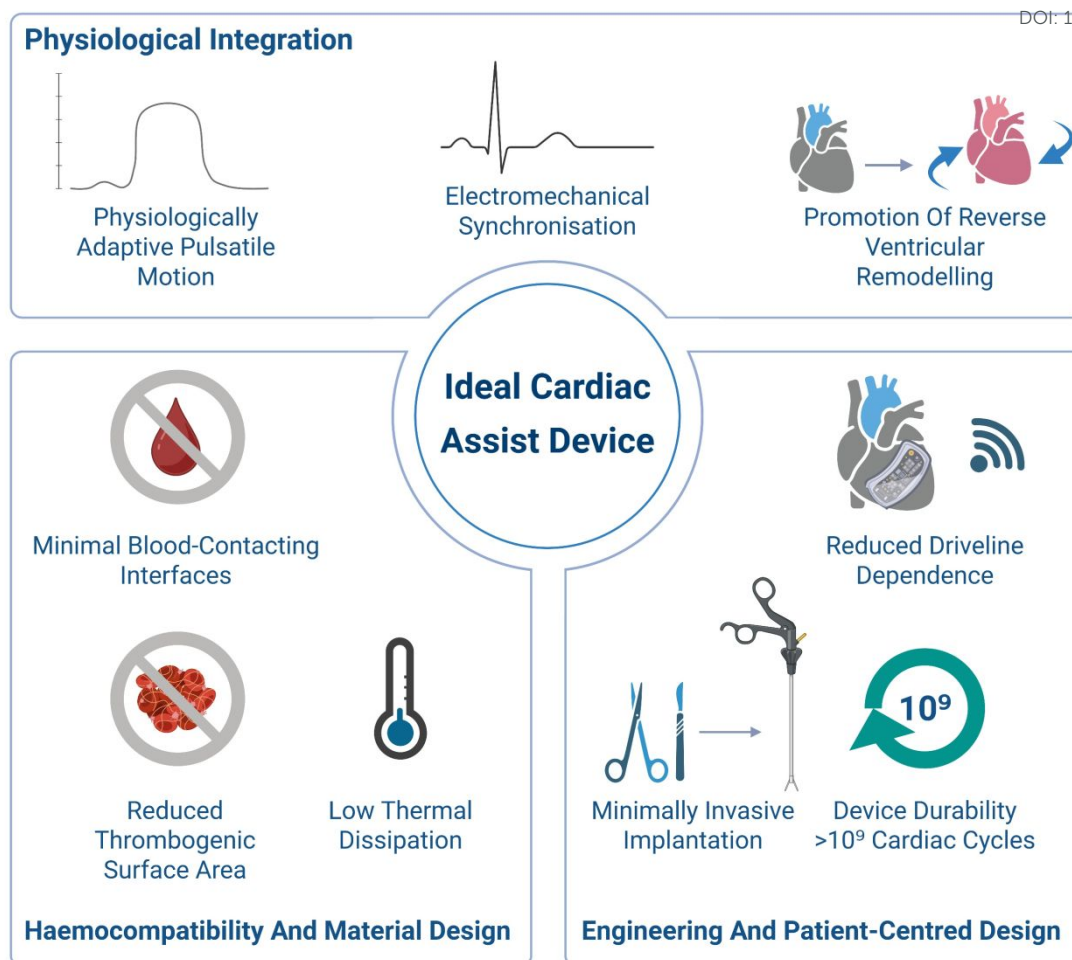 DOI: 1
Physiological Integration
Physiologically
Adaptive Pulsatile
Motion
Electromechanical
Synchronisation
Promotion Of Reverse
Ventricular
Remodelling
Ideal Cardiac
Assist Device
Minimal Blood-Contacting
Interfaces
Reduced
Thrombogenic
Surface Area
Low Thermal
Dissipation
Haemocompatibility And Material Design
Reduced Driveline
Dependence
Minimally Invasive
Implantation
10⁹
Device Durability
>10⁹ Cardiac Cycles
Engineering And Patient-Centred Design